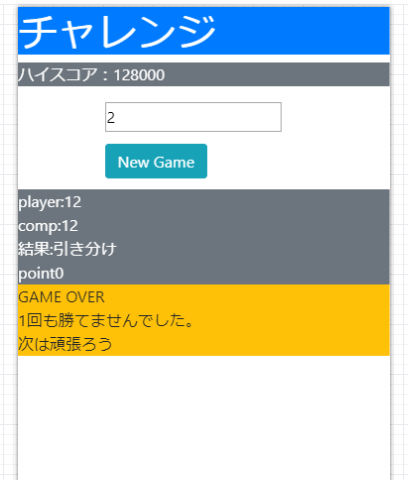 チャレンジ
ハイスコア：128000
2
New Game
player:12
comp:12
結果:引き分け
point0
GAME OVER
1回も勝てませんでした。
次は頑張ろう